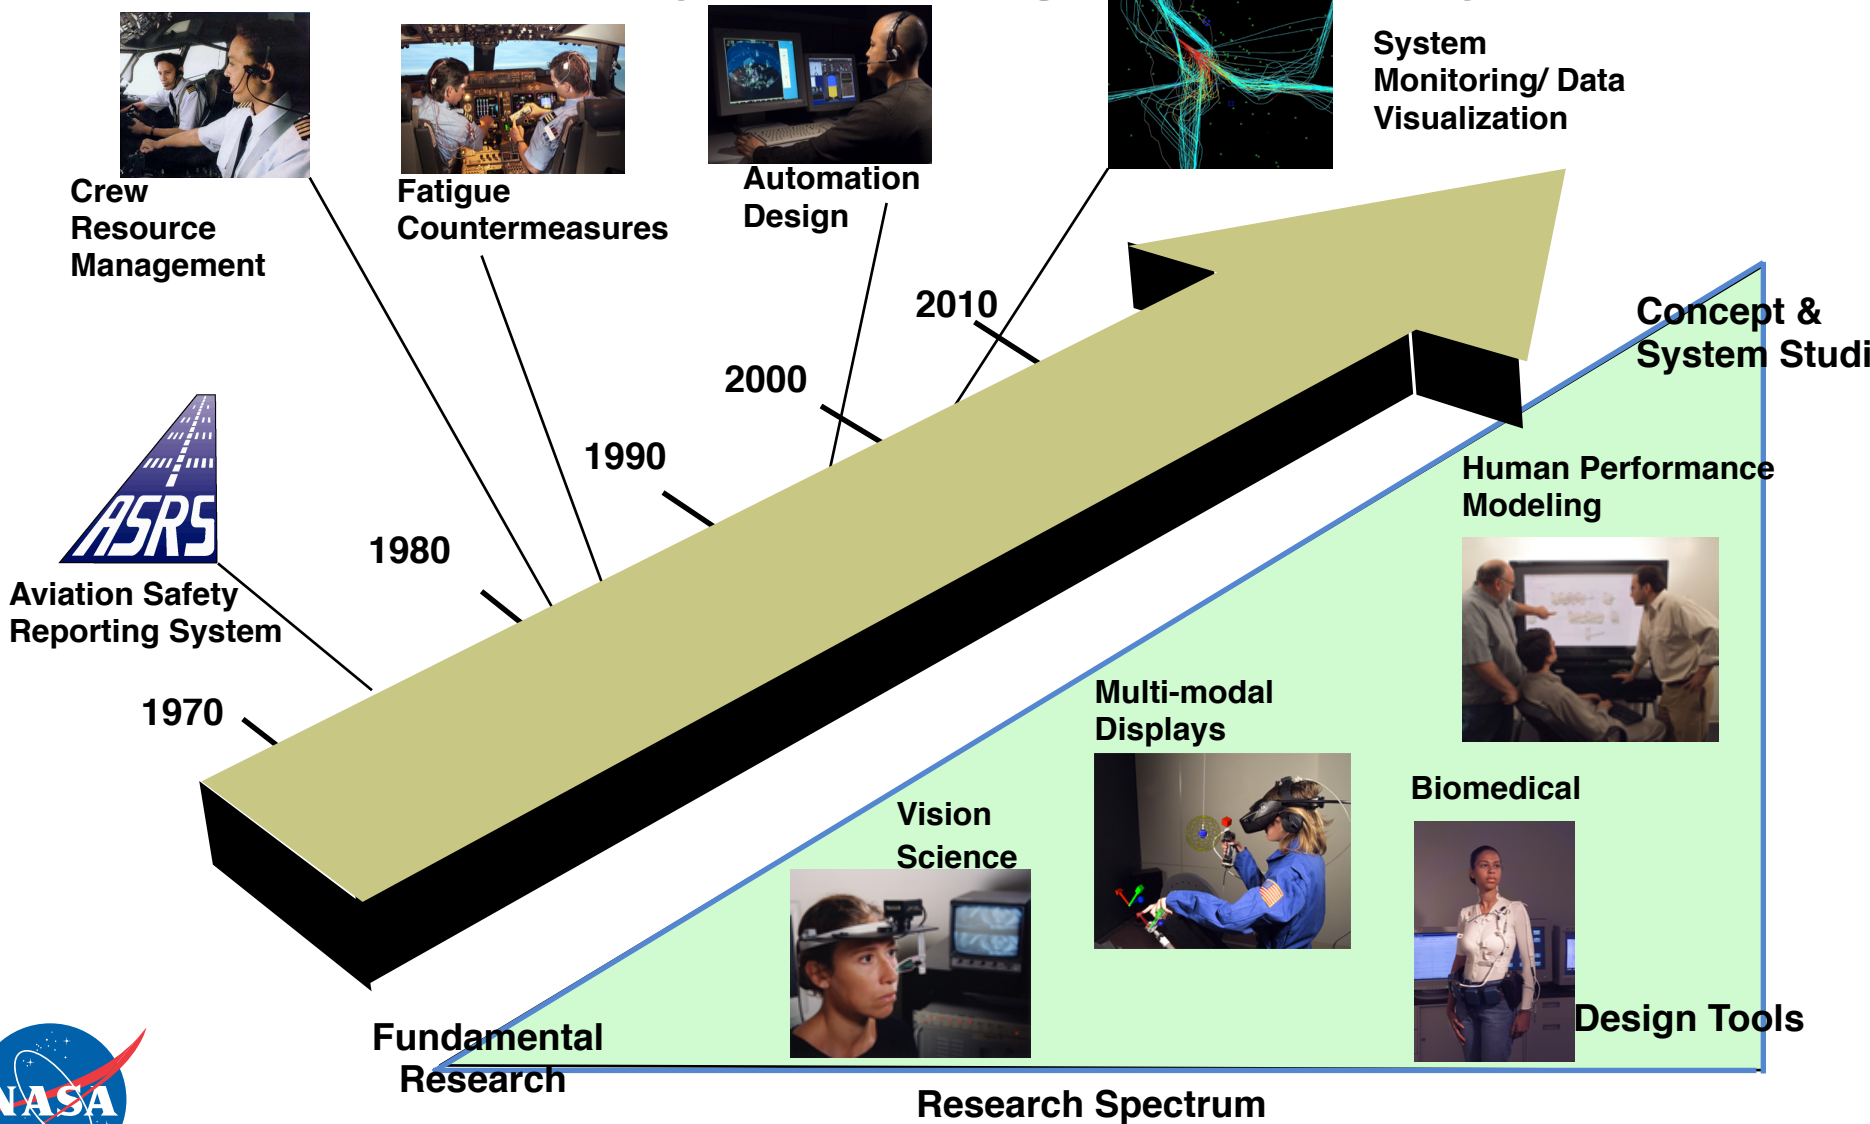 System
Monitoring/ Data
Visualization
Crew
Resource
Management
Fatigue
Countermeasures
Automation
Design
2010
2000
1990
1980
1970
ASRS
Aviation Safety
Reporting System
Concept &
System Studi
Human Performance
Modeling
Multi-modal
Displays
Biomedical
Vision
Science
Design Tools
Fundamental
Research
Research Spectrum
NASA